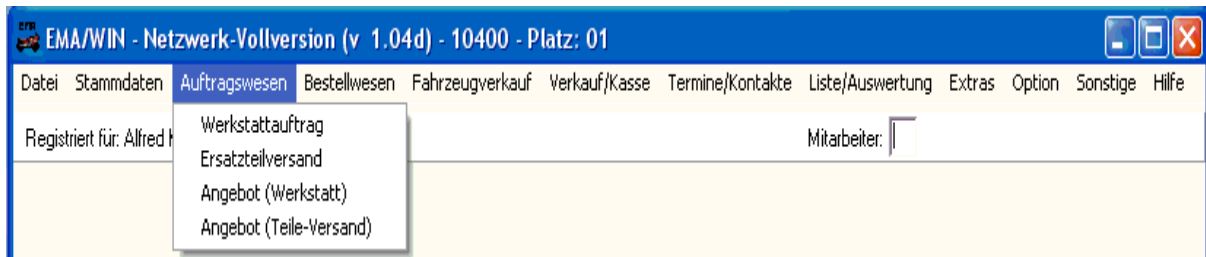 EMA/WIN - Netzwerk-Vollversion (v 1.04d) - 10400 - Platz: 01
Datei Stammdaten Auftragswesen Bestellwesen Fahrzeugverkauf Verkauf/Kasse Termine/Kontakte Liste/Auswertung Extras Option Sonstige Hilfe
Registriert für: Alfred Mitarbeiter:
Werkstattauftrag
Ersatzteilversand
Angebot (Werkstatt)
Angebot (Teile-Versand)